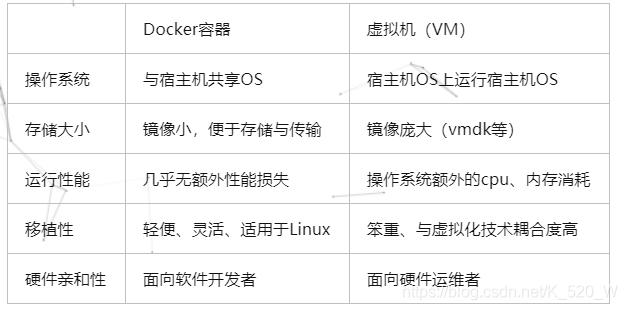 Docker容器 虚拟机（VM）
操作系统 与宿主机共享OS 宿主机OS上运行宿主机OS
存储大小 镜像小，便于存储与传输 镜像庞大（vmdk等）
运行性能 几乎无额外性能损失 操作系统额外的cpu、内存消耗
移植性 轻便、灵活、适用于Linux 笨重、与虚拟化技术耦合度高
硬件亲和性 面向软件开发者 面向硬件运维者
https://blog.csdn.net/K_520_W